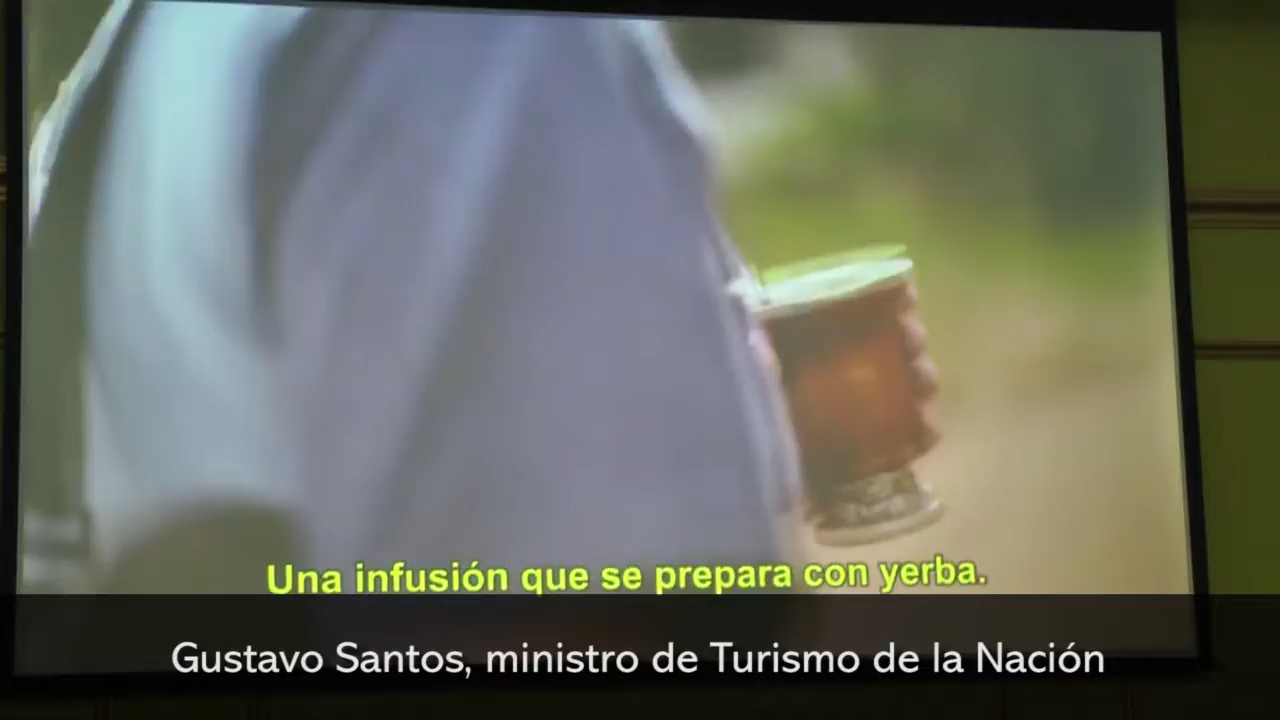 Una infusión que se prepara con yerba.
Gustavo Santos, ministro de Turismo de la Nación